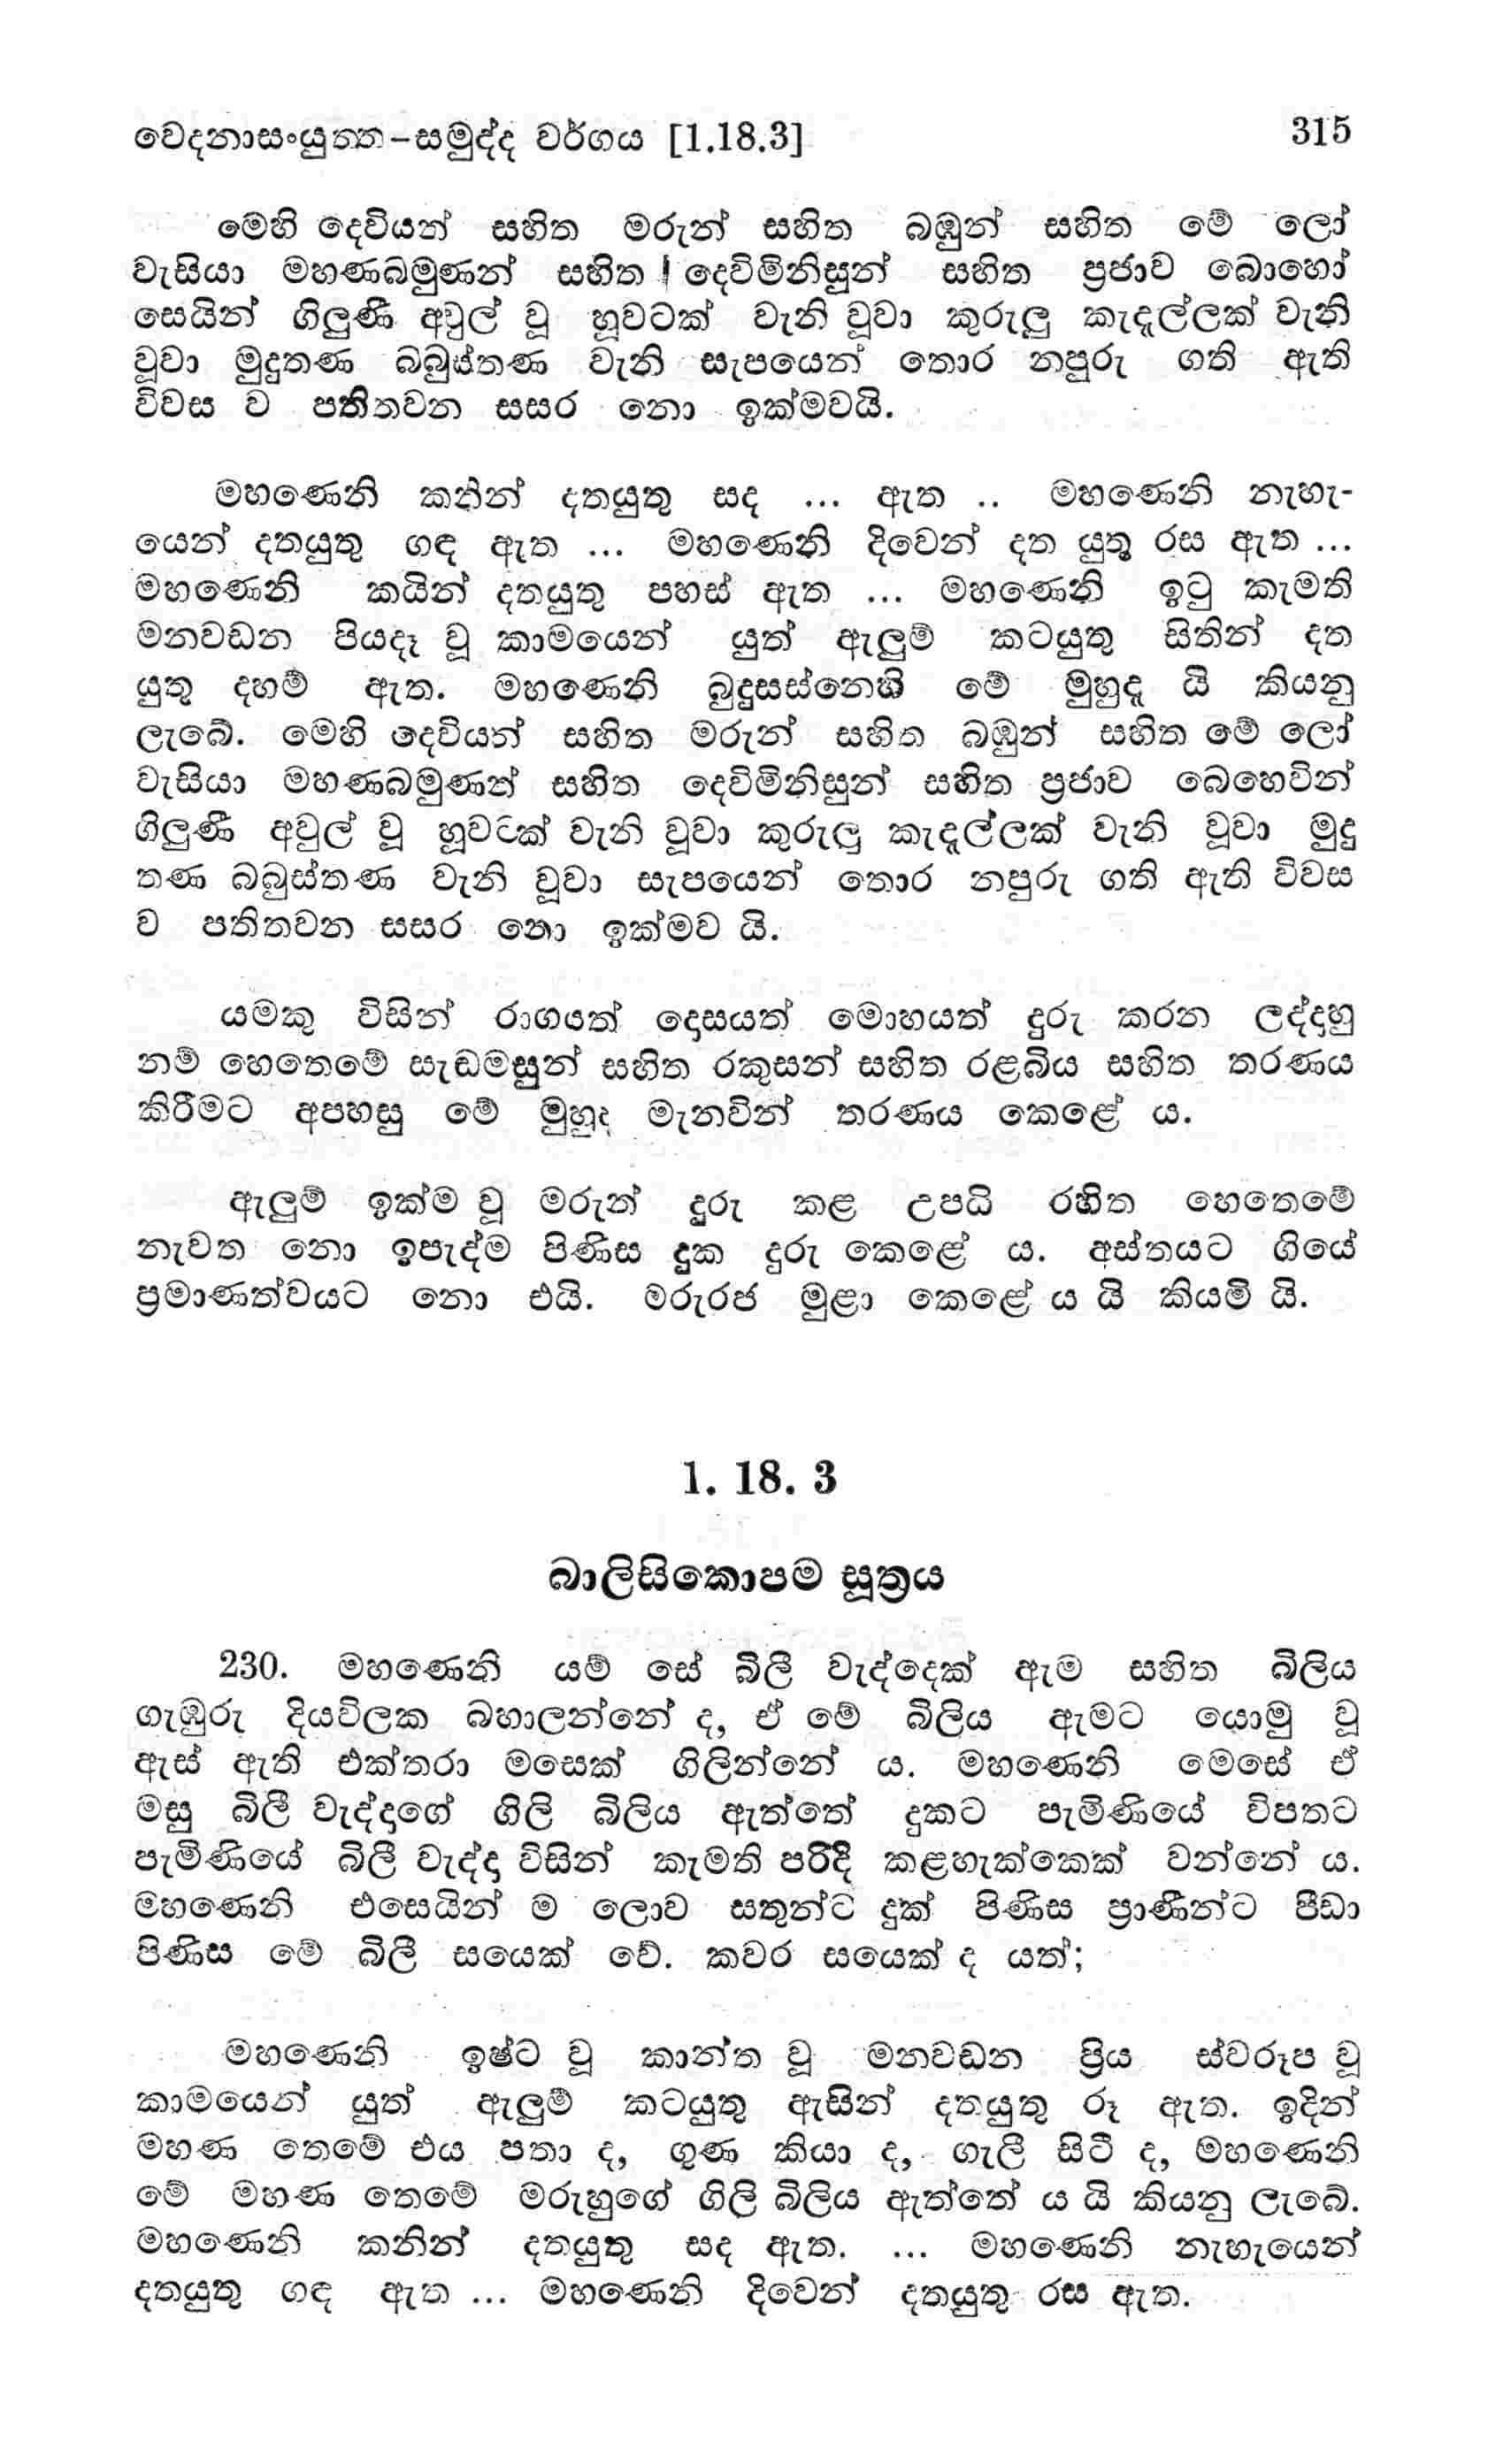 වෙදනාසංයුත්ත–සමුද්ද වර්ගය [1.18.3] 315
මෙහි දෙවියන් සහිත මරුන් සහිත බඹුන් සහිත මේ ලෝ
වැසියා මහණබමුණන් සහිත දෙව්මිනිසුන් සහිත ප්‍රජාව බොහෝ
සෙයින් ගිලුණී අවුල් වූ හූවටක් වැනි වූවා කුරුලු කැදැල්ලක් වැනි
වූවා මුදුතණ බබුස්තණ වැනි සැපයෙන් තොර නපුරු ගති ඇති
විවස ව පතිතවන සසර නො ඉක්මවයි.
මහණෙනි කනින් දතයුතු සද ... ඇත .. මහණෙනි නැහැ-
යෙන් දතයුතු ගඳ ඇත ... මහණෙනි දිවෙන් දත යුතු රස ඇත ...
මහණෙනි කයින් දතයුතු පහස් ඇත ... මහණෙනි ඉටු කැමති
මනවඩන පියදෑ වූ කාමයෙන් යුත් ඇලුම් කටයුතු සිතින් දත
යුතු දහම් ඇත. මහණෙනි බුදුසස්නෙහි මේ මුහුදු යි කියනු
ලැබේ. මෙහි දෙවියන් සහිත මරුන් සහිත බඹුන් සහිත මේ ලෝ
වැසියා මහණබමුණන් සහිත දෙව්මිනිසුන් සහිත ප්‍රජාව බෙහෙවින්
ගිලුණී අවුල් වූ හූවටක් වැනි වූවා කුරුලු කැදැල්ලක් වැනි වූවා මුදු
තණ බබුස්තණ වැනි වූවා සැපයෙන් තොර නපුරු ගති ඇති විවස
ව පතිතවන සසර නො ඉක්මව යි.
යමකු විසින් රාගයත් දොසයත් මොහයත් දුරු කරන ලද්දාහු
නම් හෙතෙමේ සැඩමසුන් සහිත රකුසන් සහිත රළබිය සහිත තරණය
කිරීමට අපහසු මේ මුහුද මැනවින් තරණය කෙළේ ය.
ඇලුම් ඉක්ම වූ මරුන් දුරු කළ උපධි රහිත හෙතෙමේ
නැවත නො ඉපැද්ම පිණිස දුක දුරු කෙළේ ය. අස්තයට ගියේ
ප්‍රමාණත්වයට නො එයි. මරුරජ මුළා කෙළේ ය යි කියමි යි.
1. 18. 3
බාලිසිකොපම සූත්‍රය
230. මහණෙනි යම් සේ බිලී වැද්දෙක් ඇම සහිත බිලිය
ගැඹුරු දියවිලක බහාලන්නේ ද, ඒ මේ බිලිය ඇමට යොමු වූ
ඇස් ඇති එක්තරා මසෙක් ගිලින්නේ ය. මහණෙනි මෙසේ ඒ
මසු බිලී වැද්දාගේ ගිලි බිලිය ඇත්තේ දුකට පැමිණියේ විපතට
පැමිණියේ බිලී වැද්දා විසින් කැමති පරිදි කළහැක්කෙක් වන්නේ ය.
මහණෙනි එසෙයින් ම ලොව සතුන්ට දුක් පිණිස ප්‍රාණීන්ට පීඩා
පිණිස මේ බිලී සයෙක් වේ. කවර සයෙක් ද යත්;
මහණෙනි ඉෂ්ට වූ කාන්ත වූ මනවඩන ප්‍රිය ස්වරූප වූ
කාමයෙන් යුත් ඇලුම් කටයුතු ඇසින් දතයුතු රූ ඇත. ඉදින්
මහණ තෙමේ එය පතා ද, ගුණ කියා ද, ගැලී සිටී ද, මහණෙනි
මේ මහණ තෙමේ මරුහුගේ ගිලි බිලිය ඇත්තේ ය යි කියනු ලැබේ.
මහණෙනි කනින් දතයුතු සද ඇත. ... මහණෙනි නැහැයෙන්
දතයුතු ගඳ ඇත ... මහණෙනි දිවෙන් දතයුතු රස ඇත.